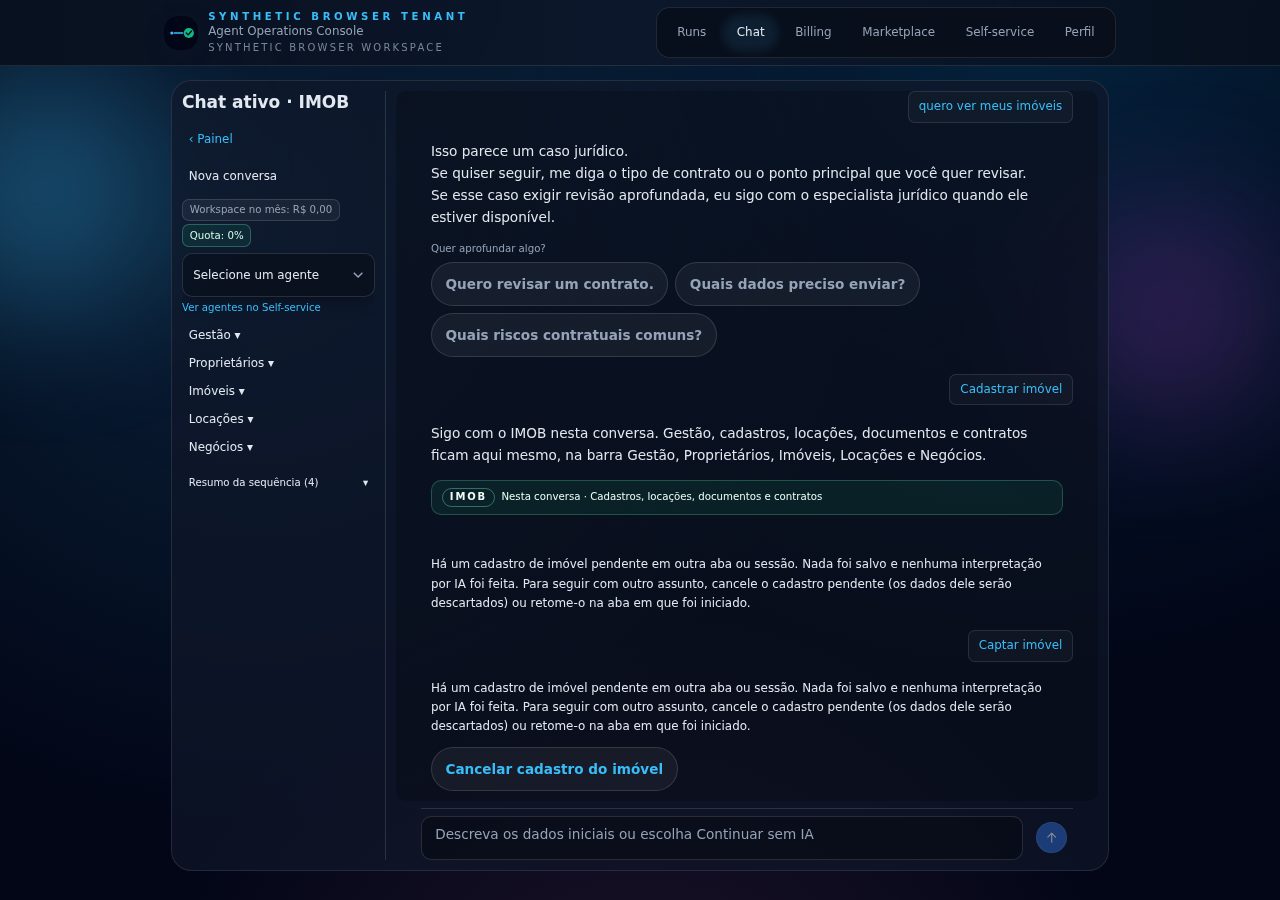 SYNTHETIC BROWSER TENANT
Agent Operations Console
SYNTHETIC BROWSER WORKSPACE
Runs
Chat
Billing
Marketplace
Self-service
Perfil
Chat ativo · IMOB
‹ Painel
Nova conversa
Workspace no mês: R$ 0,00
Quota: 0%
Selecione um agente
Ver agentes no Self-service
Gestão ▾
Proprietários ▾
Imóveis ▾
Locações ▾
Negócios ▾
Resumo da sequência (4) ▾
quero ver meus imóveis
Isso parece um caso jurídico.
Se quiser seguir, me diga o tipo de contrato ou o ponto principal que você quer revisar.
Se esse caso exigir revisão aprofundada, eu sigo com o especialista jurídico quando ele
estiver disponível.
Quer aprofundar algo?
Quero revisar um contrato.
Quais dados preciso enviar?
Quais riscos contratuais comuns?
Cadastrar imóvel
Sigo com o IMOB nesta conversa. Gestão, cadastros, locações, documentos e contratos
ficam aqui mesmo, na barra Gestão, Proprietários, Imóveis, Locações e Negócios.
IMOB Nesta conversa · Cadastros, locações, documentos e contratos
Há um cadastro de imóvel pendente em outra aba ou sessão. Nada foi salvo e nenhuma interpretação
por IA foi feita. Para seguir com outro assunto, cancele o cadastro pendente (os dados dele serão
descartados) ou retome-o na aba em que foi iniciado.
Captar imóvel
Há um cadastro de imóvel pendente em outra aba ou sessão. Nada foi salvo e nenhuma interpretação
por IA foi feita. Para seguir com outro assunto, cancele o cadastro pendente (os dados dele serão
descartados) ou retome-o na aba em que foi iniciado.
Cancelar cadastro do imóvel
Descreva os dados iniciais ou escolha Continuar sem IA